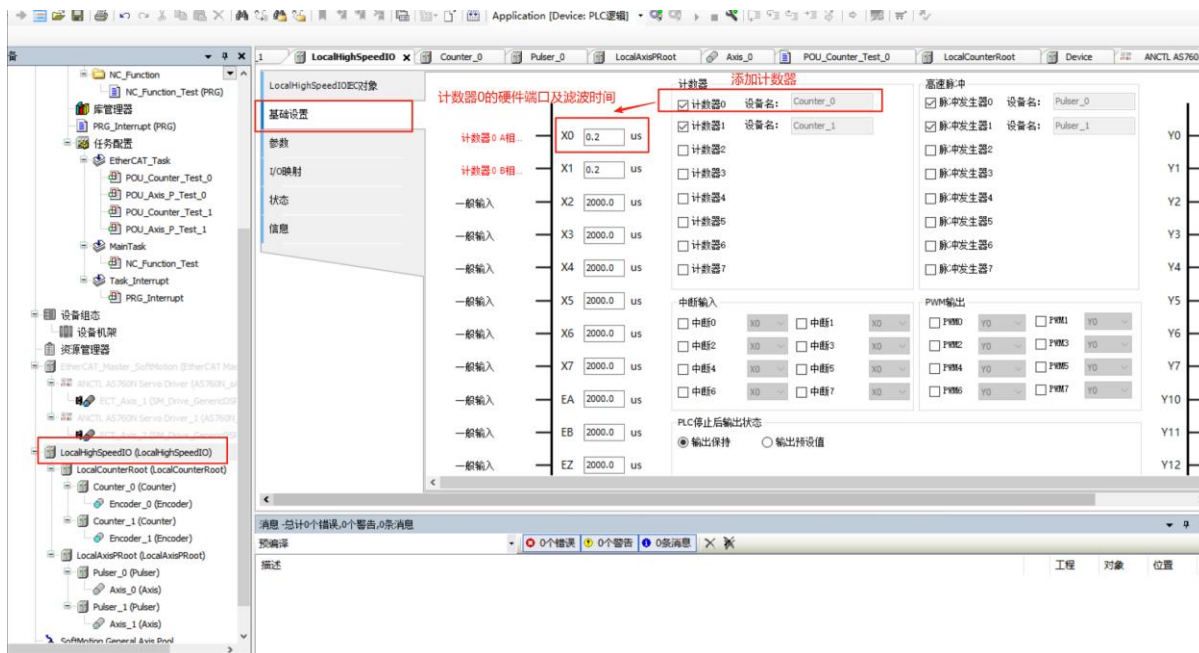 Application [Device: PLC逻辑]
备
NC_Function
NC_Function_Test (PRG)
库管理器
PRG_Interrupt (PRG)
任务配置
EtherCAT_Task
POU_Counter_Test_0
POU_Axis_P_Test_0
POU_Counter_Test_1
POU_Axis_P_Test_1
MainTask
NC_Function_Test
Task_Interrupt
PRG_Interrupt
设备组态
设备机架
资源管理器
EtherCAT_Master_SoftMotion (EtherCAT Mas
ANCTL AS760N Servo Driver (AS760N_
ECT_Axis_1 (SM_Drive_GenericDSP
ANCTL AS760N Servo Driver_1 (AS760N_
LocalHighSpeedIO (LocalHighSpeedIO)
LocalCounterRoot (LocalCounterRoot)
Counter_0 (Counter)
Encoder_0 (Encoder)
Counter_1 (Counter)
Encoder_1 (Encoder)
LocalAxisPRoot (LocalAxisPRoot)
Pulser_0 (Pulser)
Axis_0 (Axis)
Pulser_1 (Pulser)
Axis_1 (Axis)
SoftMotion General Axis Pool
_1 LocalHighSpeedIO Counter_0 Pulser_0 LocalAxisPRoot Axis_0 POU_Counter_Test_0 LocalCounterRoot Device ANCTL AS760
LocalHighSpeedIOIEC对象
基础设置
参数
I/O映射
状态
信息
计数器0的硬件端口及滤波时间
添加计数器
计数器0 A相... X0 0.2 us
计数器0 B相... X1 0.2 us
一般输入 X2 2000.0 us
一般输入 X3 2000.0 us
一般输入 X4 2000.0 us
一般输入 X5 2000.0 us
一般输入 X6 2000.0 us
一般输入 X7 2000.0 us
一般输入 EA 2000.0 us
一般输入 EB 2000.0 us
一般输入 EZ 2000.0 us
计数器
计数器0 设备名: Counter_0
计数器1 设备名: Counter_1
计数器2
计数器3
计数器4
计数器5
计数器6
计数器7
高速脉冲
脉冲发生器0 设备名: Pulser_0
脉冲发生器1 设备名: Pulser_1
脉冲发生器2
脉冲发生器3
脉冲发生器4
脉冲发生器5
脉冲发生器6
脉冲发生器7
中断输入
中断0 X0 中断1 X0
中断2 X0 中断3 X0
中断4 X0 中断5 X0
中断6 X0 中断7 X0
PWM输出
PWM0 Y0 PWM1 Y0
PWM2 Y0 PWM3 Y0
PWM4 Y0 PWM5 Y0
PWM6 Y0 PWM7 Y0
PLC停止后输出状态
输出保持 输出预设值
Y0
Y1
Y2
Y3
Y4
Y5
Y6
Y7
Y10
Y11
Y12
消息 -总计0个错误,0个警告,0条消息
预编译 0个错误 0个警告 0条消息
描述 工程 对象 位置